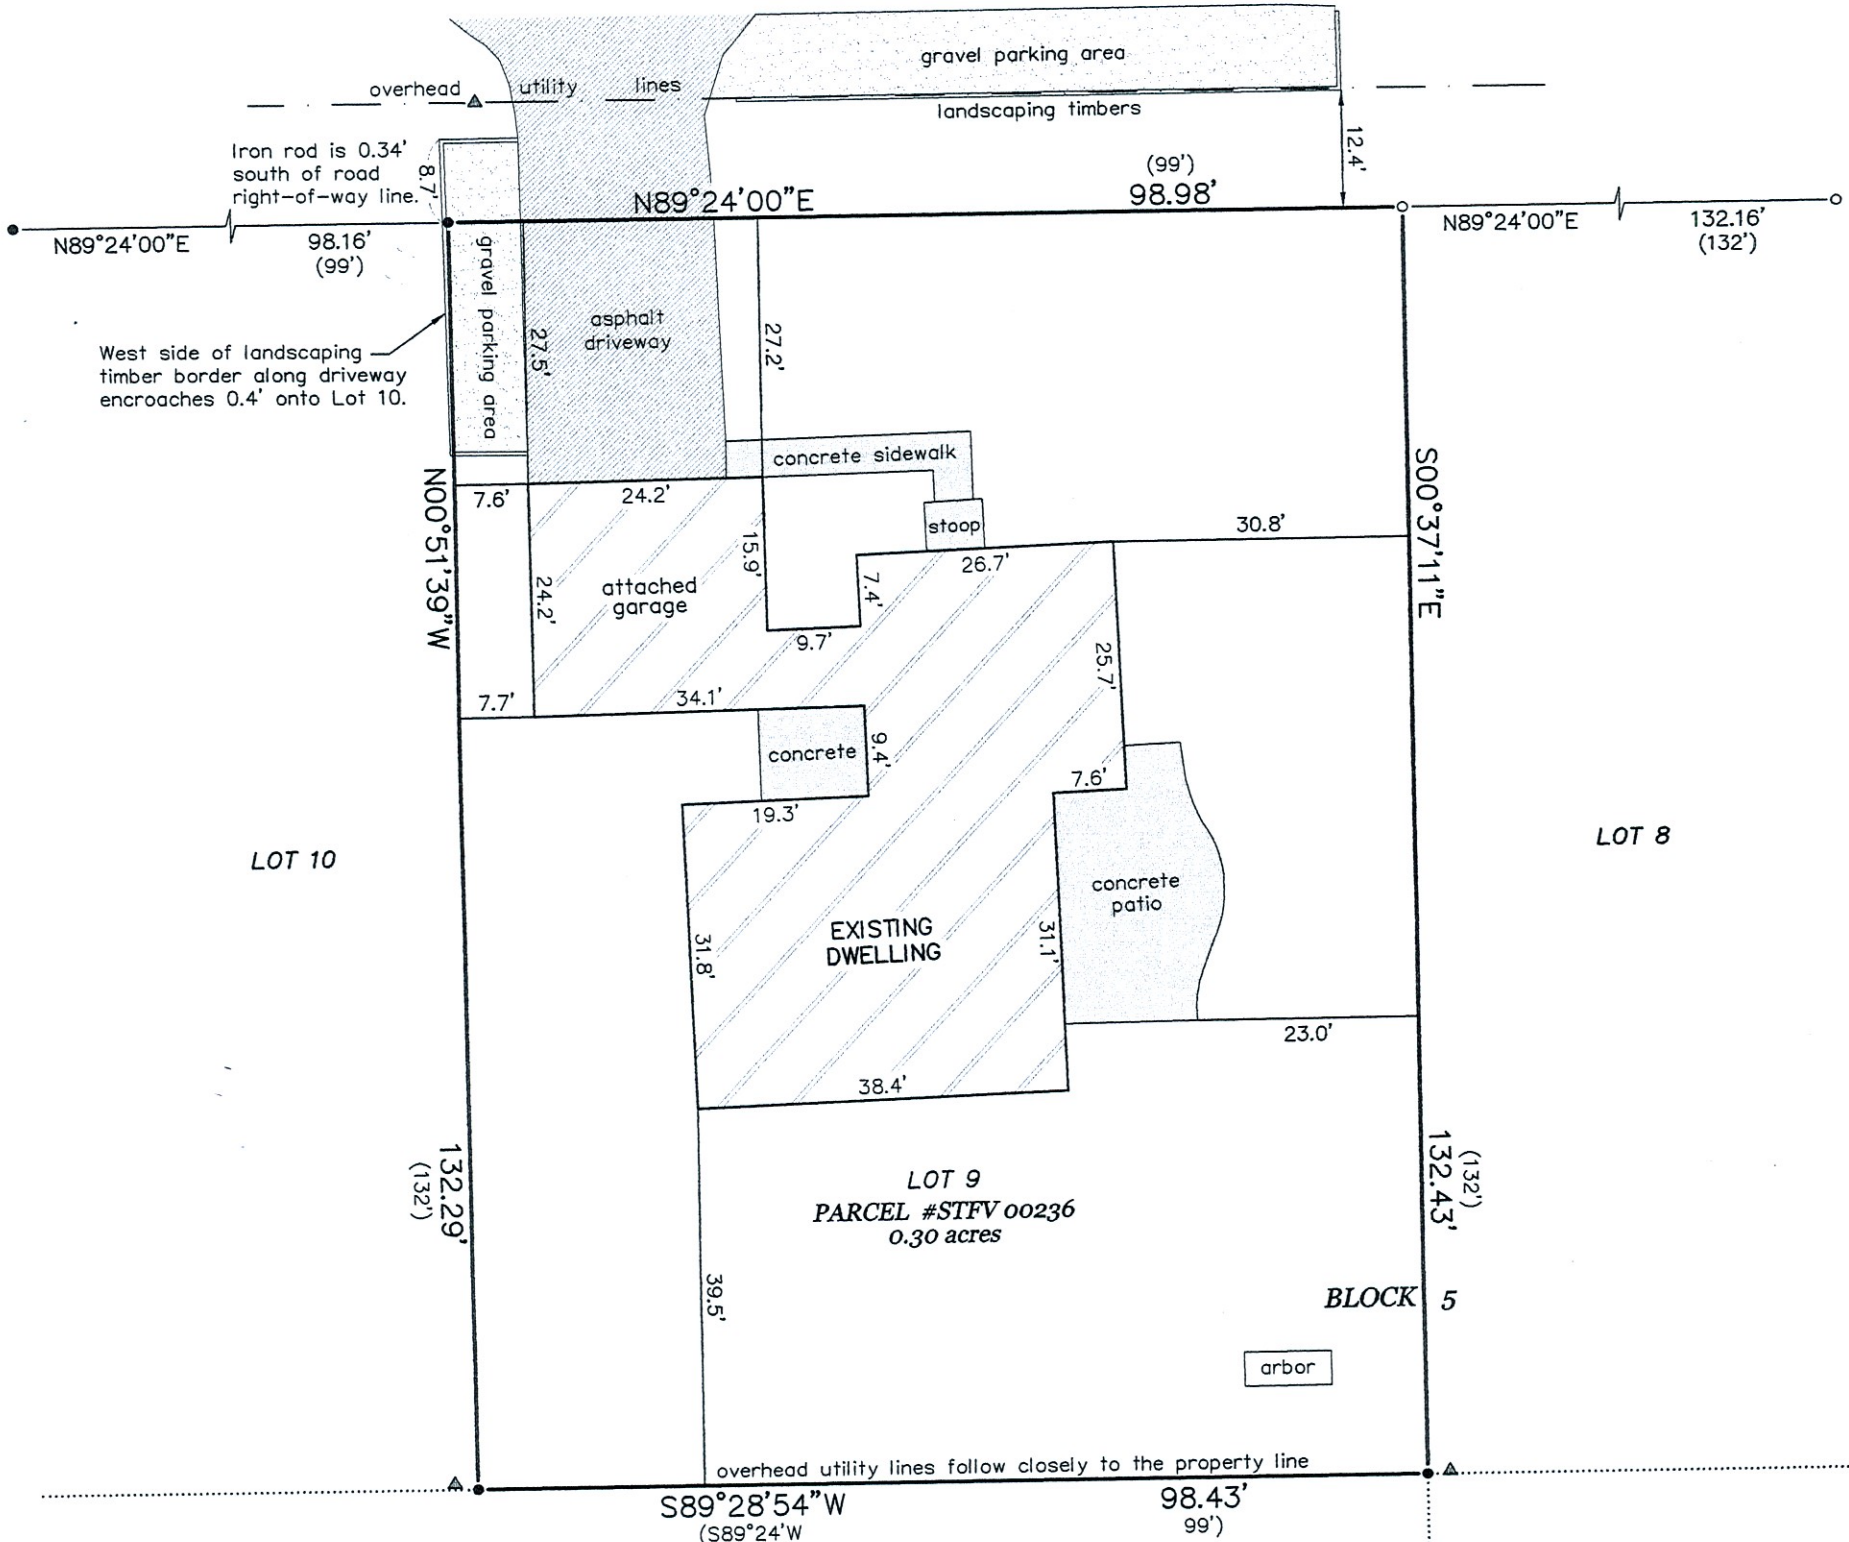 gravel parking area
overhead utility lines
landscaping timbers
12.4'
Iron rod is 0.34'
south of road
right-of-way line.
8.7'
(99')
N89°24'00"E
98.98'
N89°24'00"E
98.16'
(99')
N89°24'00"E
132.16'
(132')
gravel parking area
27.5'
asphalt
driveway
27.2'
West side of landscaping
timber border along driveway
encroaches 0.4' onto Lot 10.
concrete sidewalk
N00°51'39"W
S00°37'11"E
7.6'
24.2'
stoop
30.8'
15.9'
26.7'
24.2'
attached
garage
7.4'
9.7'
25.7'
7.7'
34.1'
concrete
9.4'
7.6'
19.3'
LOT 10
LOT 8
concrete
patio
EXISTING
DWELLING
31.8'
31.1'
23.0'
38.4'
132.29'
(132')
LOT 9
PARCEL #STFV 00236
0.30 acres
132.43'
(132')
39.5'
BLOCK 5
arbor
overhead utility lines follow closely to the property line
S89°28'54"W
98.43'
(S89°24'W
99')